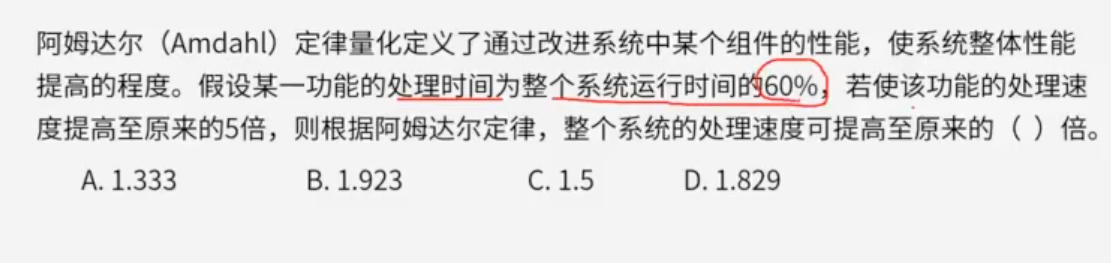 阿姆达尔（Amdahl）定律量化定义了通过改进系统中某个组件的性能，使系统整体性能
提高的程度。假设某一功能的处理时间为整个系统运行时间的60%，若使该功能的处理速
度提高至原来的5倍，则根据阿姆达尔定律，整个系统的处理速度可提高至原来的（ ）倍。
A. 1.333 B. 1.923 C. 1.5 D. 1.829